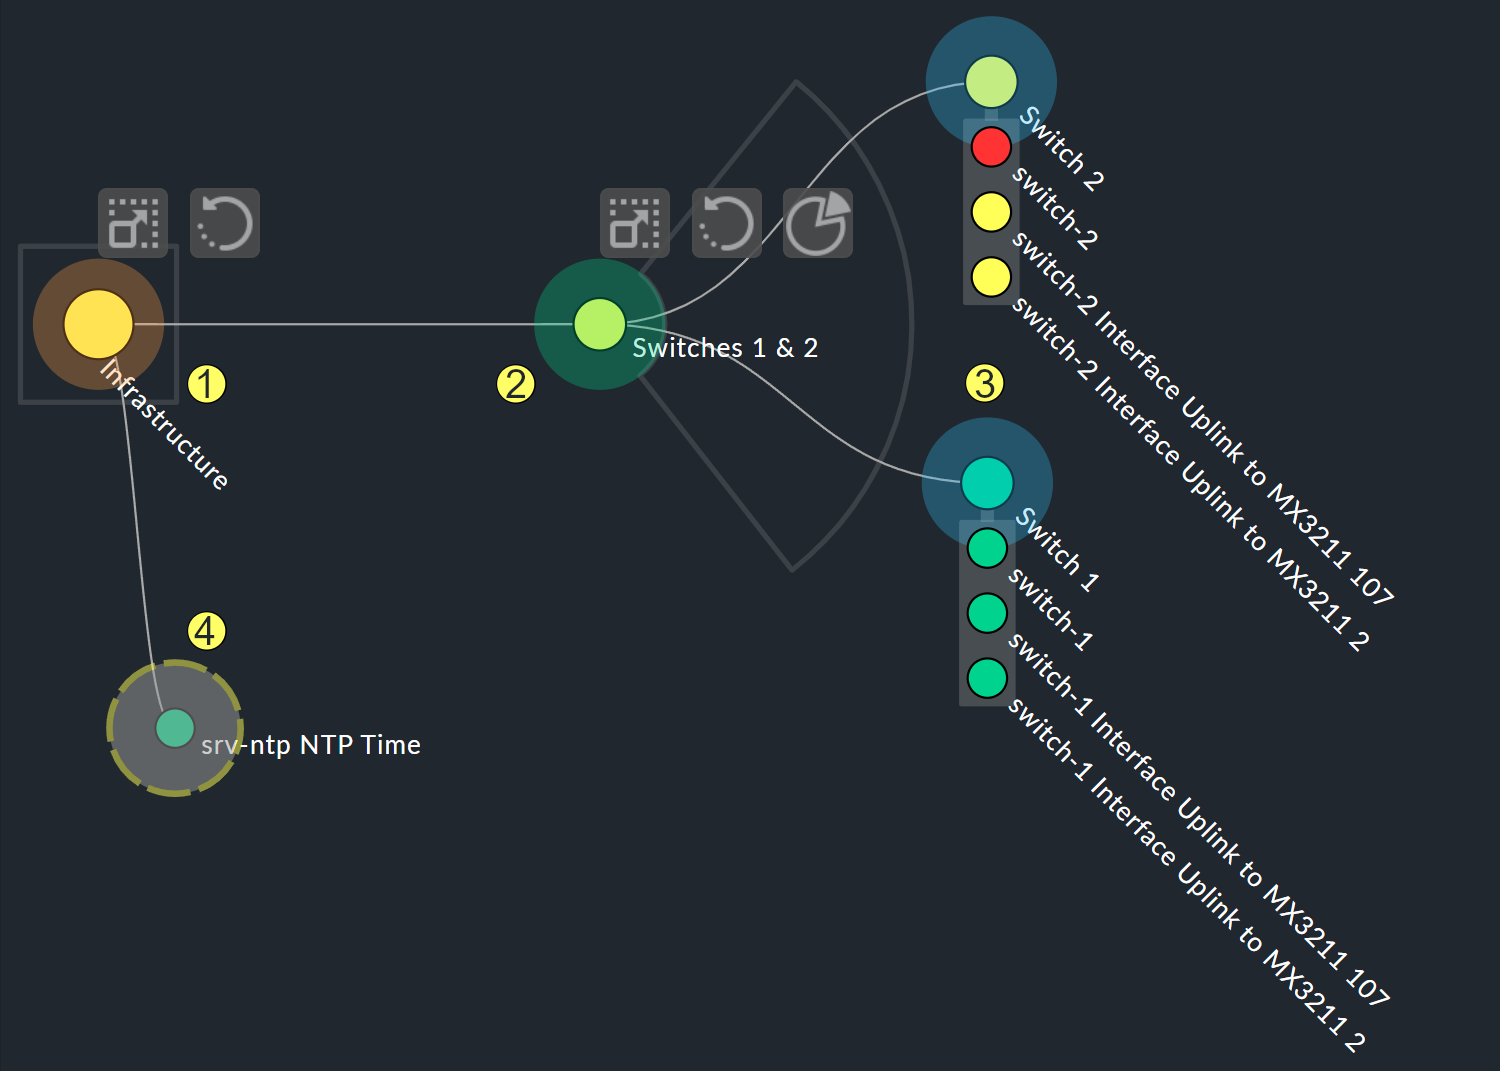 Infrastructure
1
2
Switches 1 & 2
3
Switch 2
switch-2
switch-2 Interface Uplink to MX3211 107
switch-2 Interface Uplink to MX3211 2
Switch 1
switch-1
switch-1 Interface Uplink to MX3211 107
switch-1 Interface Uplink to MX3211 2
4
srv-ntp NTP Time